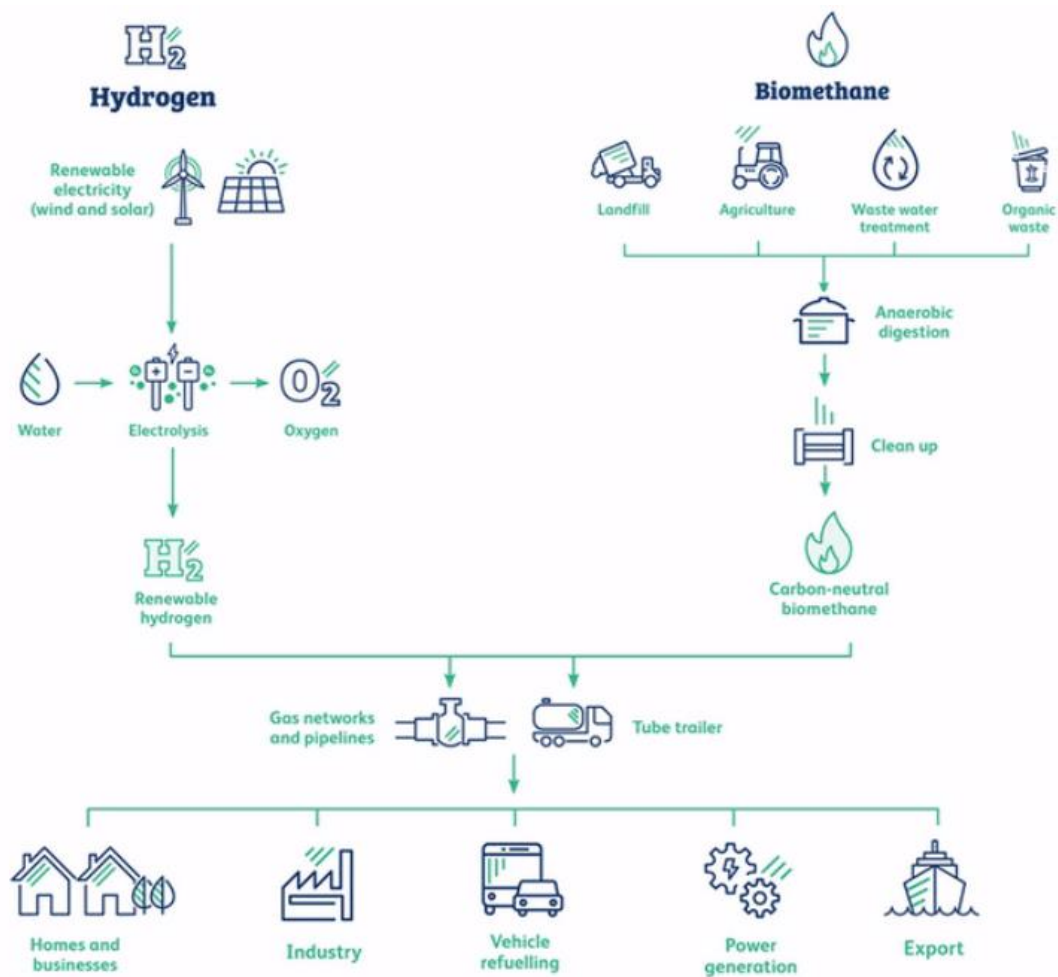 H2
Hydrogen
Biomethane
Renewable
electricity
(wind and solar)
Landfill
Agriculture
Waste water
treatment
Organic
waste
Anaerobic
digestion
+ −
O2
Water
Electrolysis
Oxygen
Clean up
H2
Renewable
hydrogen
Carbon-neutral
biomethane
Gas networks
and pipelines
Tube trailer
Homes and
businesses
Industry
Vehicle
refuelling
Power
generation
Export